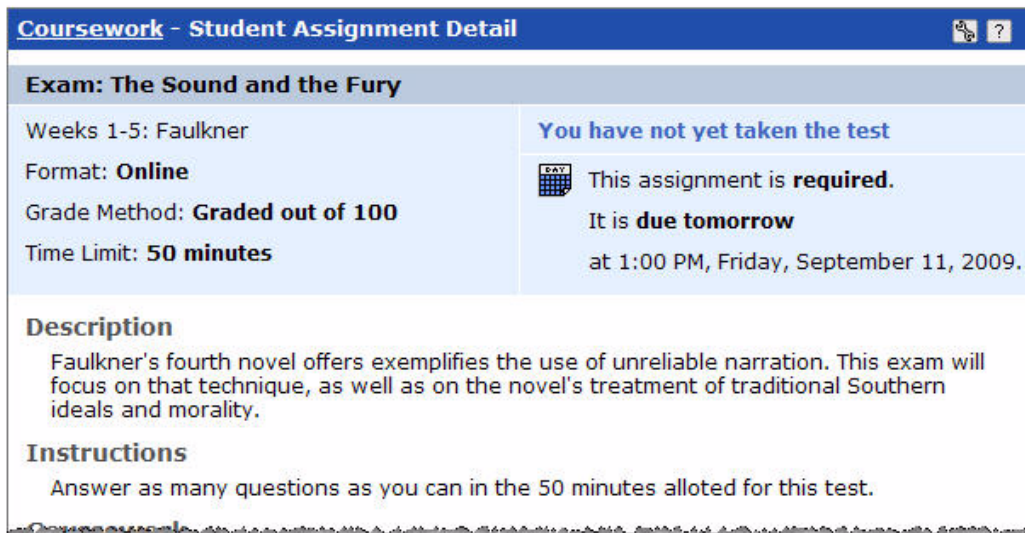 Coursework - Student Assignment Detail
?
Exam: The Sound and the Fury
Weeks 1-5: Faulkner
Format: Online
Grade Method: Graded out of 100
Time Limit: 50 minutes
You have not yet taken the test
DAY
This assignment is required.
It is due tomorrow
at 1:00 PM, Friday, September 11, 2009.
Description
Faulkner's fourth novel offers exemplifies the use of unreliable narration. This exam will
focus on that technique, as well as on the novel's treatment of traditional Southern
ideals and morality.
Instructions
Answer as many questions as you can in the 50 minutes alloted for this test.